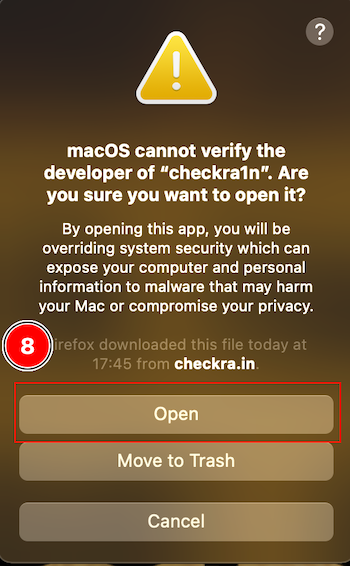 ?
macOS cannot verify the
developer of “checkra1n”. Are
you sure you want to open it?
By opening this app, you will be
overriding system security which can
expose your computer and personal
information to malware that may harm
your Mac or compromise your privacy.
8
irefox downloaded this file today at
17:45 from checkra.in.
Open
Move to Trash
Cancel